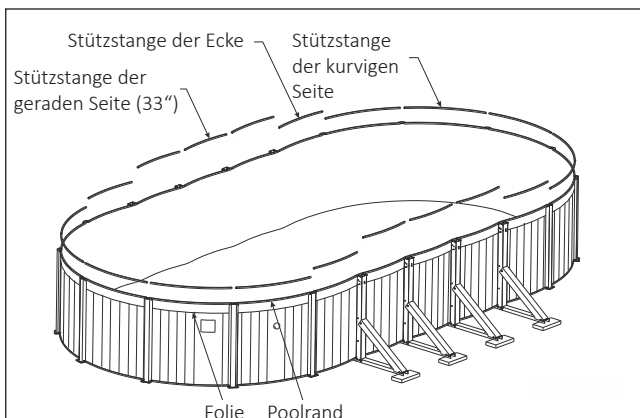 Stützstange der Ecke
Stützstange
der kurvigen
Seite
Stützstange der
geraden Seite (33“)
Folie
Poolrand